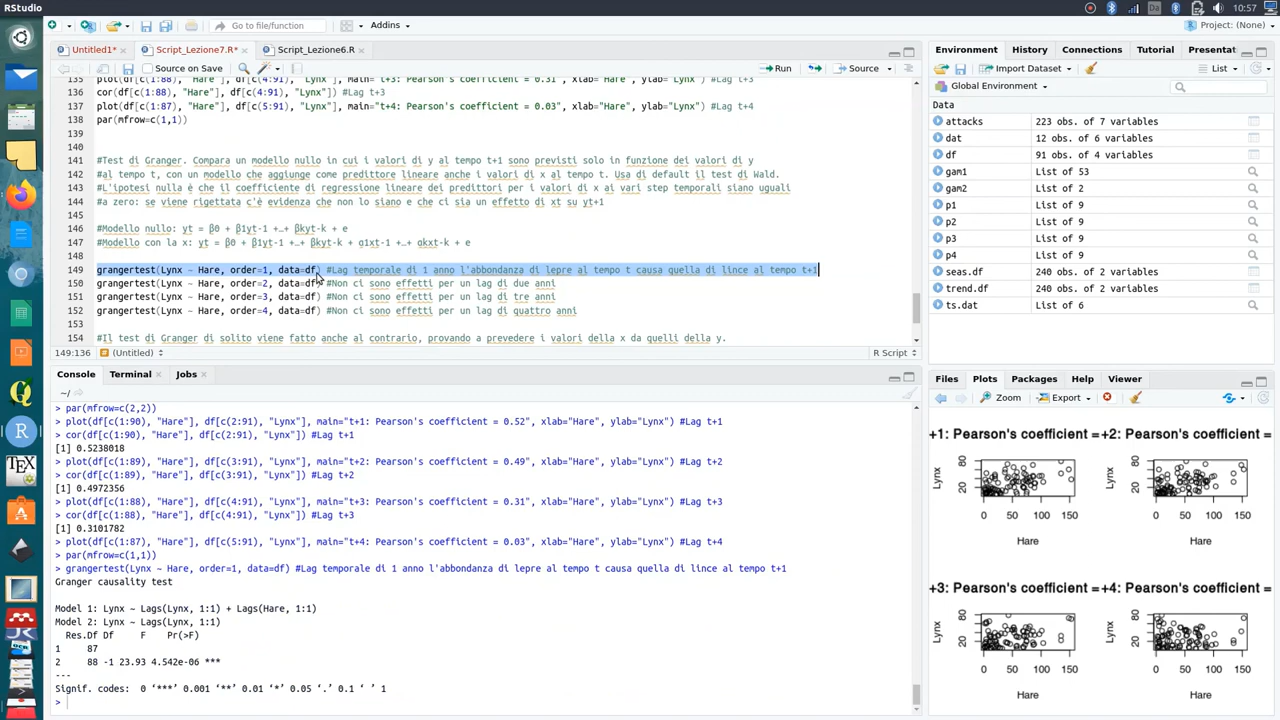 RStudio
10:57
Go to file/function
Addins
Project: (None)
Untitled1*
Script_Lezione7.R*
Script_Lezione6.R
Source on Save
Run
Source
136 cor(df[c(1:88), "Hare"], df[c(4:91), "Lynx"]) #Lag t+3
137 plot(df[c(1:87), "Hare"], df[c(5:91), "Lynx"], main="t+4: Pearson's coefficient = 0.03", xlab="Hare", ylab="Lynx") #Lag t+4
138 par(mfrow=c(1,1))
139
140
141 #Test di Granger. Compara un modello nullo in cui i valori di y al tempo t+1 sono previsti solo in funzione dei valori di y
142 #al tempo t, con un modello che aggiunge come predittore lineare anche i valori di x al tempo t. Usa di default il test di Wald.
143 #L'ipotesi nulla è che il coefficiente di regressione lineare dei predittori per i valori di x ai vari step temporali siano uguali
144 #a zero: se viene rigettata c'è evidenza che non lo siano e che ci sia un effetto di xt su yt+1
145
146 #Modello nullo: yt = β0 + β1yt-1 +…+ βkyt-k + e
147 #Modello con la x: yt = β0 + β1yt-1 +…+ βkyt-k + α1xt-1 +…+ αkxt-k + e
148
149 grangertest(Lynx ~ Hare, order=1, data=df) #Lag temporale di 1 anno l'abbondanza di lepre al tempo t causa quella di lince al tempo t+1
150 grangertest(Lynx ~ Hare, order=2, data=df) #Non ci sono effetti per un lag di due anni
151 grangertest(Lynx ~ Hare, order=3, data=df) #Non ci sono effetti per un lag di tre anni
152 grangertest(Lynx ~ Hare, order=4, data=df) #Non ci sono effetti per un lag di quattro anni
154 #Il test di Granger di solito viene fatto anche al contrario, provando a prevedere i valori della x da quelli della y.
149:136 (Untitled) R Script
Console Terminal Jobs
~/
> par(mfrow=c(2,2))
> plot(df[c(1:90), "Hare"], df[c(2:91), "Lynx"], main="t+1: Pearson's coefficient = 0.52", xlab="Hare", ylab="Lynx") #Lag t+1
> cor(df[c(1:90), "Hare"], df[c(2:91), "Lynx"]) #Lag t+1
[1] 0.5238018
> plot(df[c(1:89), "Hare"], df[c(3:91), "Lynx"], main="t+2: Pearson's coefficient = 0.49", xlab="Hare", ylab="Lynx") #Lag t+2
> cor(df[c(1:89), "Hare"], df[c(3:91), "Lynx"]) #Lag t+2
[1] 0.4972356
> plot(df[c(1:88), "Hare"], df[c(4:91), "Lynx"], main="t+3: Pearson's coefficient = 0.31", xlab="Hare", ylab="Lynx") #Lag t+3
> cor(df[c(1:88), "Hare"], df[c(4:91), "Lynx"]) #Lag t+3
[1] 0.3101782
> plot(df[c(1:87), "Hare"], df[c(5:91), "Lynx"], main="t+4: Pearson's coefficient = 0.03", xlab="Hare", ylab="Lynx") #Lag t+4
> par(mfrow=c(1,1))
> grangertest(Lynx ~ Hare, order=1, data=df) #Lag temporale di 1 anno l'abbondanza di lepre al tempo t causa quella di lince al tempo t+1
Granger causality test
Model 1: Lynx ~ Lags(Lynx, 1:1) + Lags(Hare, 1:1)
Model 2: Lynx ~ Lags(Lynx, 1:1)
Res.Df Df F Pr(>F)
1 87
2 88 -1 23.93 4.542e-06 ***
---
Signif. codes: 0 ‘***’ 0.001 ‘**’ 0.01 ‘*’ 0.05 ‘.’ 0.1 ‘ ’ 1
>
Environment History Connections Tutorial Presentat
Import Dataset List
Global Environment
Data
attacks 223 obs. of 7 variables
dat 12 obs. of 6 variables
df 91 obs. of 4 variables
gam1 List of 53
gam2 List of 2
p1 List of 9
p2 List of 9
p3 List of 9
p4 List of 9
seas.df 240 obs. of 2 variables
trend.df 240 obs. of 2 variables
ts.dat List of 6
Files Plots Packages Help Viewer
Zoom Export
+1: Pearson's coefficient = +2: Pearson's coefficient =
Lynx 20 80 Lynx 20 80
0 50 100 150 0 50 100 150
Hare Hare
+3: Pearson's coefficient = +4: Pearson's coefficient =
Lynx 20 80 Lynx 20 80
0 50 100 150 0 50 100 150
Hare Hare